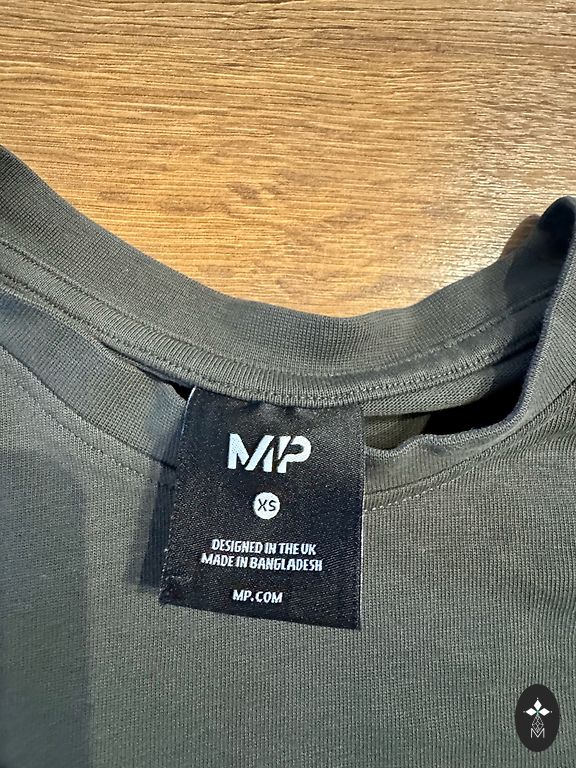 MP
XS
DESIGNED IN THE UK
MADE IN BANGLADESH
MP.COM
M